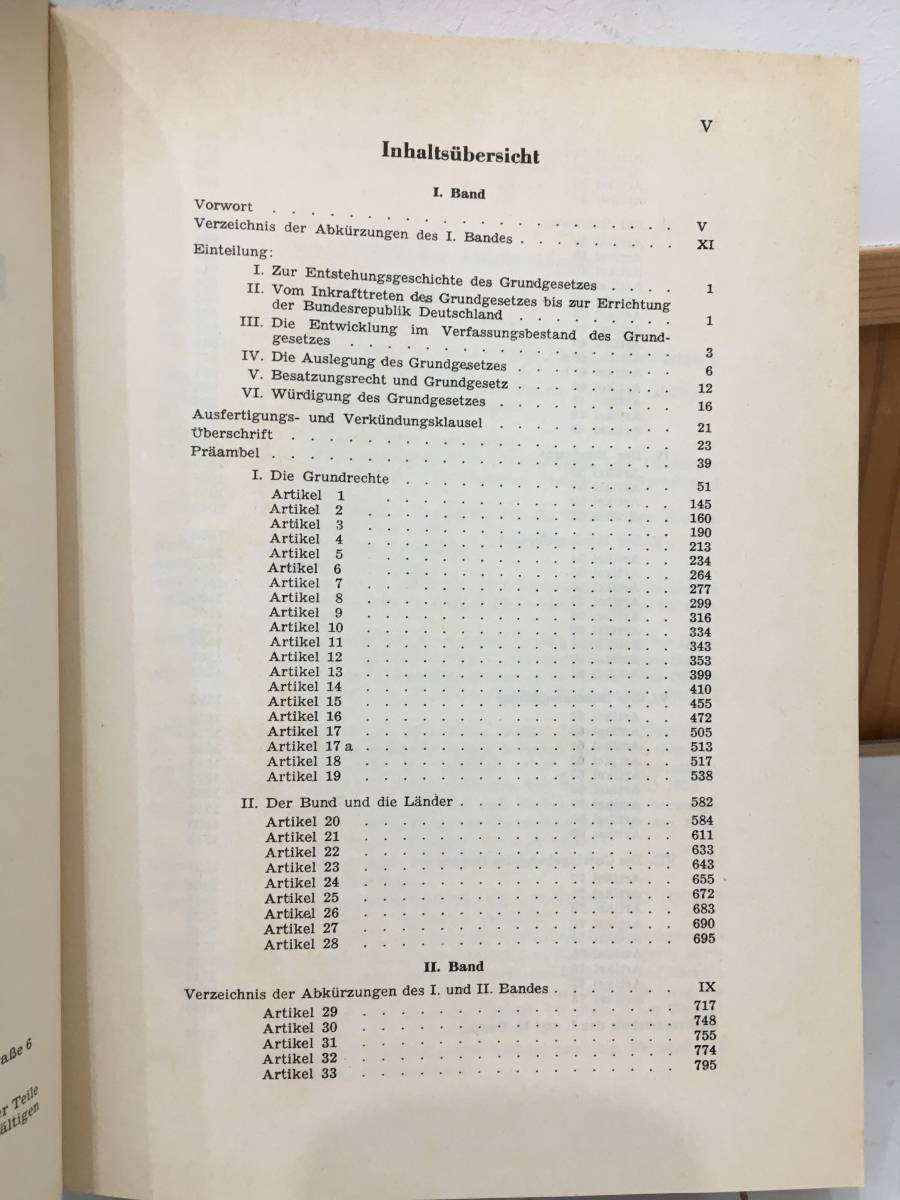 V
Inhaltsübersicht
I. Band
Vorwort . . . . . . . . . . . . . . . . . . . . . V
Verzeichnis der Abkürzungen des I. Bandes . . . . . . . . . XI
Einteilung:
I. Zur Entstehungsgeschichte des Grundgesetzes . . . . 1
II. Vom Inkrafttreten des Grundgesetzes bis zur Errichtung
der Bundesrepublik Deutschland . . . . . . . . . 1
III. Die Entwicklung im Verfassungsbestand des Grund-
gesetzes . . . . . . . . . . . . . . . . . . 3
IV. Die Auslegung des Grundgesetzes . . . . . . . . . 6
V. Besatzungsrecht und Grundgesetz . . . . . . . . . 12
VI. Würdigung des Grundgesetzes . . . . . . . . . . 16
Ausfertigungs- und Verkündungsklausel . . . . . . . . . . 21
Überschrift . . . . . . . . . . . . . . . . . . . . . 23
Präambel . . . . . . . . . . . . . . . . . . . . . . 39
I. Die Grundrechte . . . . . . . . . . . . . . . 51
Artikel 1 . . . . . . . . . . . . . . . . 145
Artikel 2 . . . . . . . . . . . . . . . . . 160
Artikel 3 . . . . . . . . . . . . . . . . . 190
Artikel 4 . . . . . . . . . . . . . . . . . 213
Artikel 5 . . . . . . . . . . . . . . . . 234
Artikel 6 . . . . . . . . . . . . . . . . 264
Artikel 7 . . . . . . . . . . . . . . . . . 277
Artikel 8 . . . . . . . . . . . . . . . . . 299
Artikel 9 . . . . . . . . . . . . . . . . . 316
Artikel 10 . . . . . . . . . . . . . . . . . 334
Artikel 11 . . . . . . . . . . . . . . . . . 343
Artikel 12 . . . . . . . . . . . . . . . . . 353
Artikel 13 . . . . . . . . . . . . . . . . . 399
Artikel 14 . . . . . . . . . . . . . . . . . 410
Artikel 15 . . . . . . . . . . . . . . . . . 455
Artikel 16 . . . . . . . . . . . . . . . . . 472
Artikel 17 . . . . . . . . . . . . . . . . . 505
Artikel 17 a . . . . . . . . . . . . . . . . . 513
Artikel 18 . . . . . . . . . . . . . . . . . 517
Artikel 19 . . . . . . . . . . . . . . . . . 538
II. Der Bund und die Länder . . . . . . . . . . . . 582
Artikel 20 . . . . . . . . . . . . . . . . . 584
Artikel 21 . . . . . . . . . . . . . . . . . 611
Artikel 22 . . . . . . . . . . . . . . . . . 633
Artikel 23 . . . . . . . . . . . . . . . . . 643
Artikel 24 . . . . . . . . . . . . . . . . . 655
Artikel 25 . . . . . . . . . . . . . . . . . 672
Artikel 26 . . . . . . . . . . . . . . . . . 683
Artikel 27 . . . . . . . . . . . . . . . . . 690
Artikel 28 . . . . . . . . . . . . . . . . . 695
II. Band
Verzeichnis der Abkürzungen des I. und II. Bandes . . . . . . . IX
Artikel 29 . . . . . . . . . . . . . . . . . 717
Artikel 30 . . . . . . . . . . . . . . . . . 748
Artikel 31 . . . . . . . . . . . . . . . . . 755
Artikel 32 . . . . . . . . . . . . . . . . . 774
Artikel 33 . . . . . . . . . . . . . . . . . 795
aße 6
er Teile
ältigen